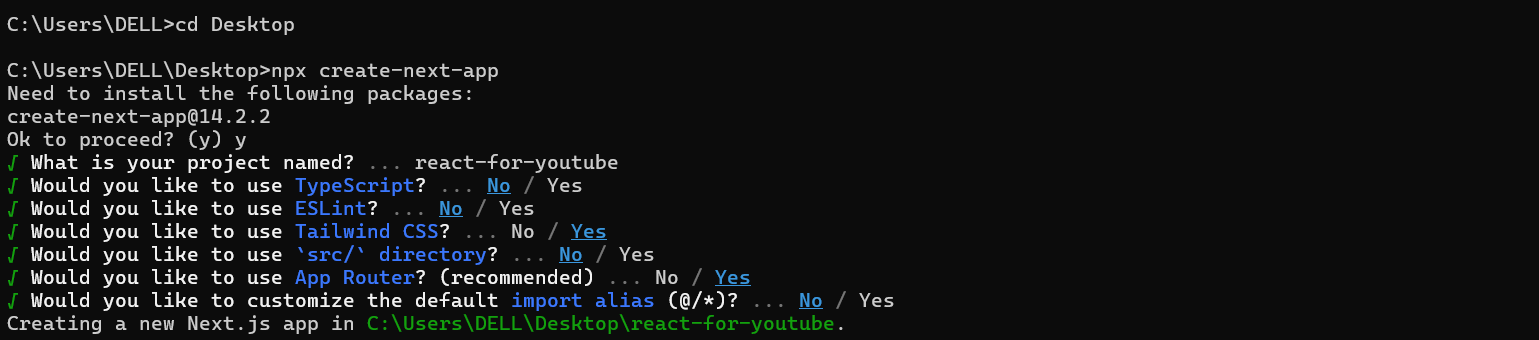 C:\Users\DELL>cd Desktop
C:\Users\DELL\Desktop>npx create-next-app
Need to install the following packages:
create-next-app@14.2.2
Ok to proceed? (y) y
√ What is your project named? ... react-for-youtube
√ Would you like to use TypeScript? ... No / Yes
√ Would you like to use ESLint? ... No / Yes
√ Would you like to use Tailwind CSS? ... No / Yes
√ Would you like to use `src/` directory? ... No / Yes
√ Would you like to use App Router? (recommended) ... No / Yes
√ Would you like to customize the default import alias (@/*)? ... No / Yes
Creating a new Next.js app in C:\Users\DELL\Desktop\react-for-youtube.